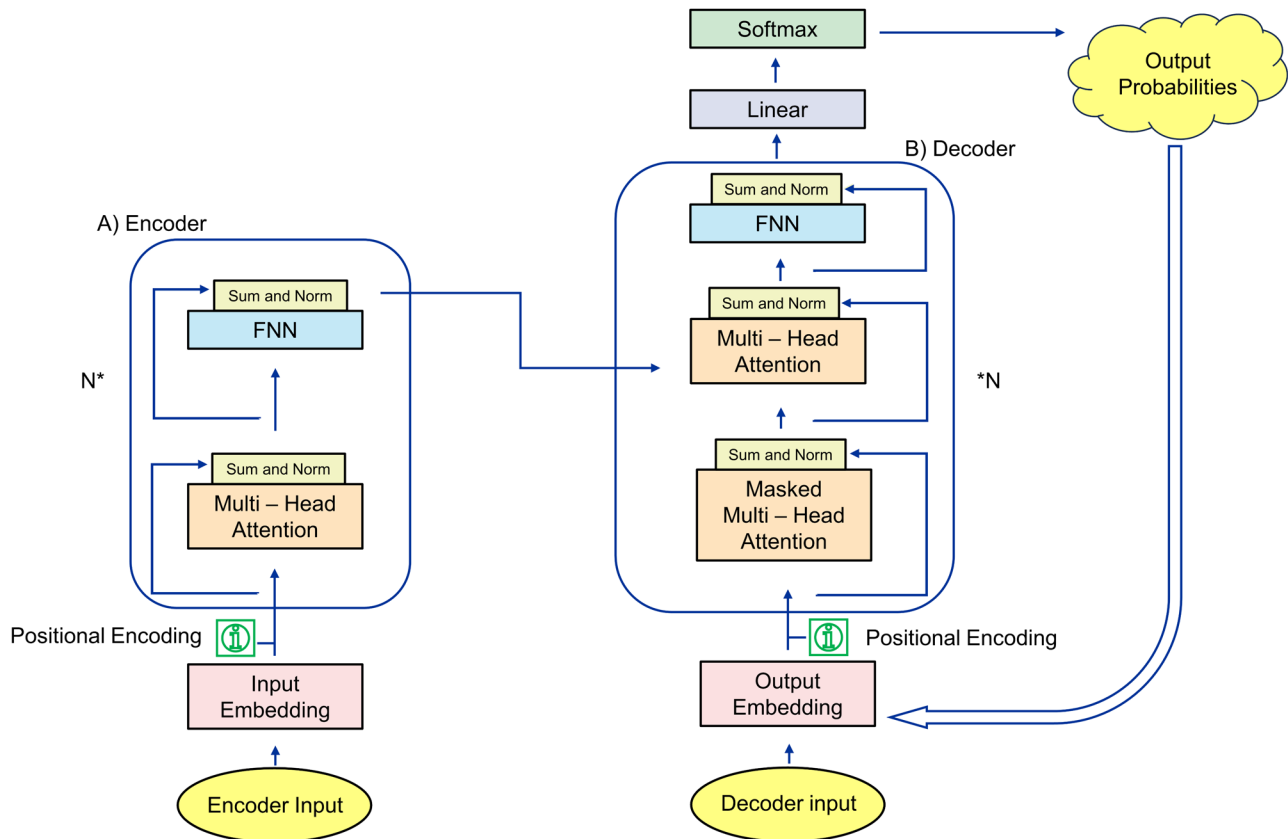 Softmax
Output
Probabilities
Linear
B) Decoder
Sum and Norm
FNN
A) Encoder
Sum and Norm
FNN
N*
Sum and Norm
Multi – Head
Attention
*N
Sum and Norm
Multi – Head
Attention
Sum and Norm
Masked
Multi – Head
Attention
Positional Encoding
i
i
Positional Encoding
Input
Embedding
Output
Embedding
Encoder Input
Decoder input